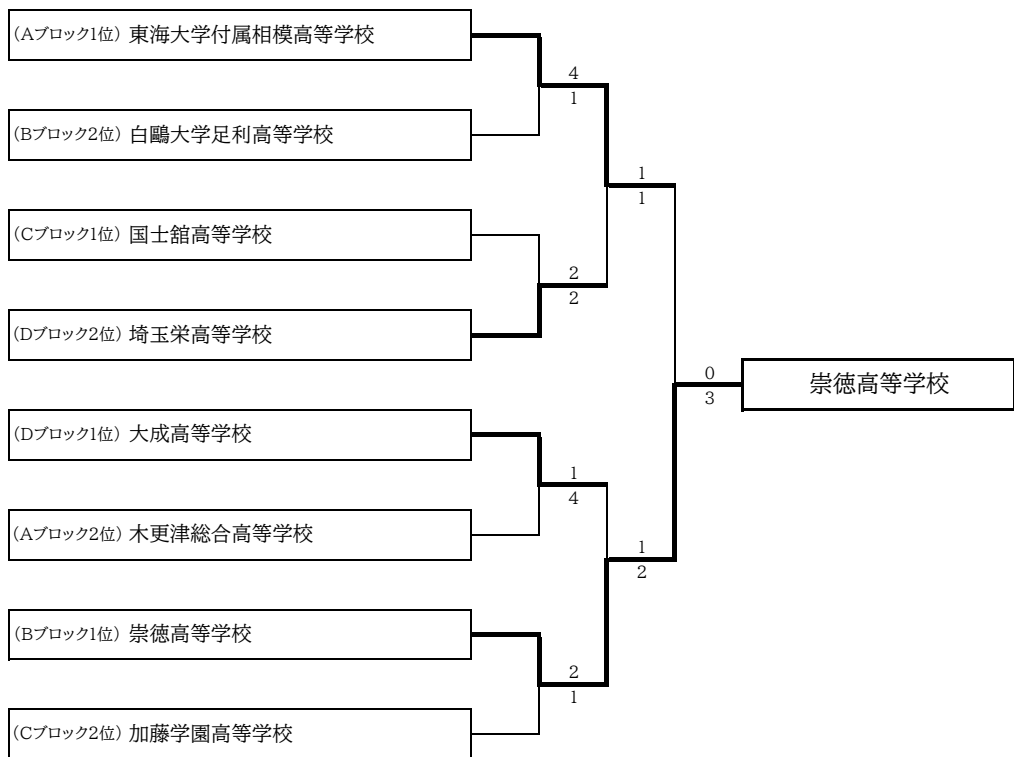 (Aブロック1位) 東海大学付属相模高等学校
4
1
(Bブロック2位) 白鷗大学足利高等学校
1
1
(Cブロック1位) 国士舘高等学校
2
2
(Dブロック2位) 埼玉栄高等学校
0
3
崇徳高等学校
(Dブロック1位) 大成高等学校
1
4
(Aブロック2位) 木更津総合高等学校
1
2
(Bブロック1位) 崇徳高等学校
2
1
(Cブロック2位) 加藤学園高等学校